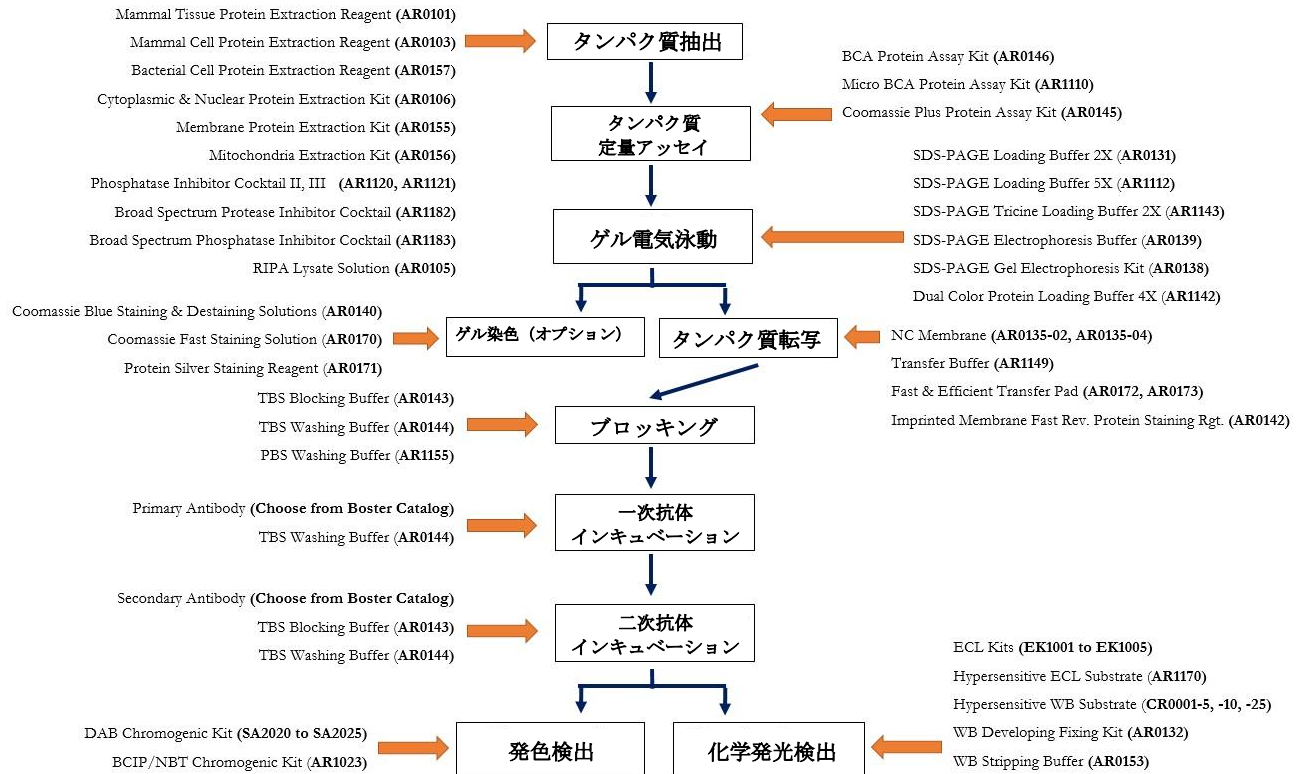 Mammal Tissue Protein Extraction Reagent (AR0101)
Mammal Cell Protein Extraction Reagent (AR0103)
Bacterial Cell Protein Extraction Reagent (AR0157)
Cytoplasmic & Nuclear Protein Extraction Kit (AR0106)
Membrane Protein Extraction Kit (AR0155)
Mitochondria Extraction Kit (AR0156)
Phosphatase Inhibitor Cocktail II, III (AR1120, AR1121)
Broad Spectrum Protease Inhibitor Cocktail (AR1182)
Broad Spectrum Phosphatase Inhibitor Cocktail (AR1183)
RIPA Lysate Solution (AR0105)
タンパク質抽出
BCA Protein Assay Kit (AR0146)
Micro BCA Protein Assay Kit (AR1110)
Coomassie Plus Protein Assay Kit (AR0145)
タンパク質
定量アッセイ
SDS-PAGE Loading Buffer 2X (AR0131)
SDS-PAGE Loading Buffer 5X (AR1112)
SDS-PAGE Tricine Loading Buffer 2X (AR1143)
SDS-PAGE Electrophoresis Buffer (AR0139)
SDS-PAGE Gel Electrophoresis Kit (AR0138)
Dual Color Protein Loading Buffer 4X (AR1142)
ゲル電気泳動
Coomassie Blue Staining & Destaining Solutions (AR0140)
Coomassie Fast Staining Solution (AR0170)
Protein Silver Staining Reagent (AR0171)
ゲル染色（オプション）
タンパク質転写
NC Membrane (AR0135-02, AR0135-04)
Transfer Buffer (AR1149)
Fast & Efficient Transfer Pad (AR0172, AR0173)
Imprinted Membrane Fast Rev. Protein Staining Rgt. (AR0142)
TBS Blocking Buffer (AR0143)
TBS Washing Buffer (AR0144)
PBS Washing Buffer (AR1155)
ブロッキング
Primary Antibody (Choose from Boster Catalog)
TBS Washing Buffer (AR0144)
一次抗体
インキュベーション
Secondary Antibody (Choose from Boster Catalog)
TBS Blocking Buffer (AR0143)
TBS Washing Buffer (AR0144)
二次抗体
インキュベーション
DAB Chromogenic Kit (SA2020 to SA2025)
BCIP/NBT Chromogenic Kit (AR1023)
発色検出
化学発光検出
ECL Kits (EK1001 to EK1005)
Hypersensitive ECL Substrate (AR1170)
Hypersensitive WB Substrate (CR0001-5, -10, -25)
WB Developing Fixing Kit (AR0132)
WB Stripping Buffer (AR0153)